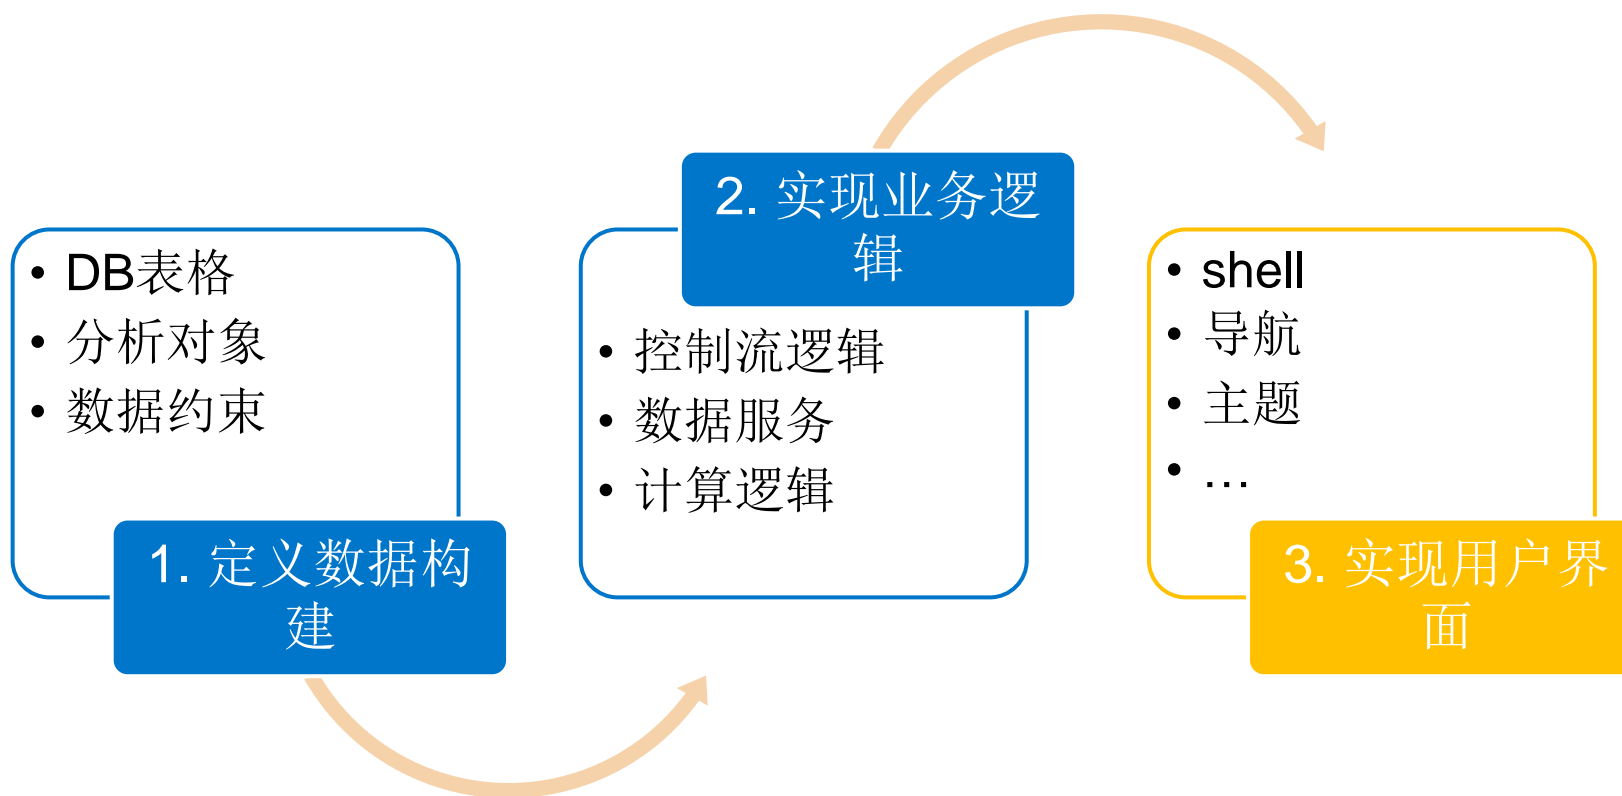 • DB表格
• 分析对象
• 数据约束
1. 定义数据构
建
2. 实现业务逻
辑
• 控制流逻辑
• 数据服务
• 计算逻辑
• shell
• 导航
• 主题
• …
3. 实现用户界
面